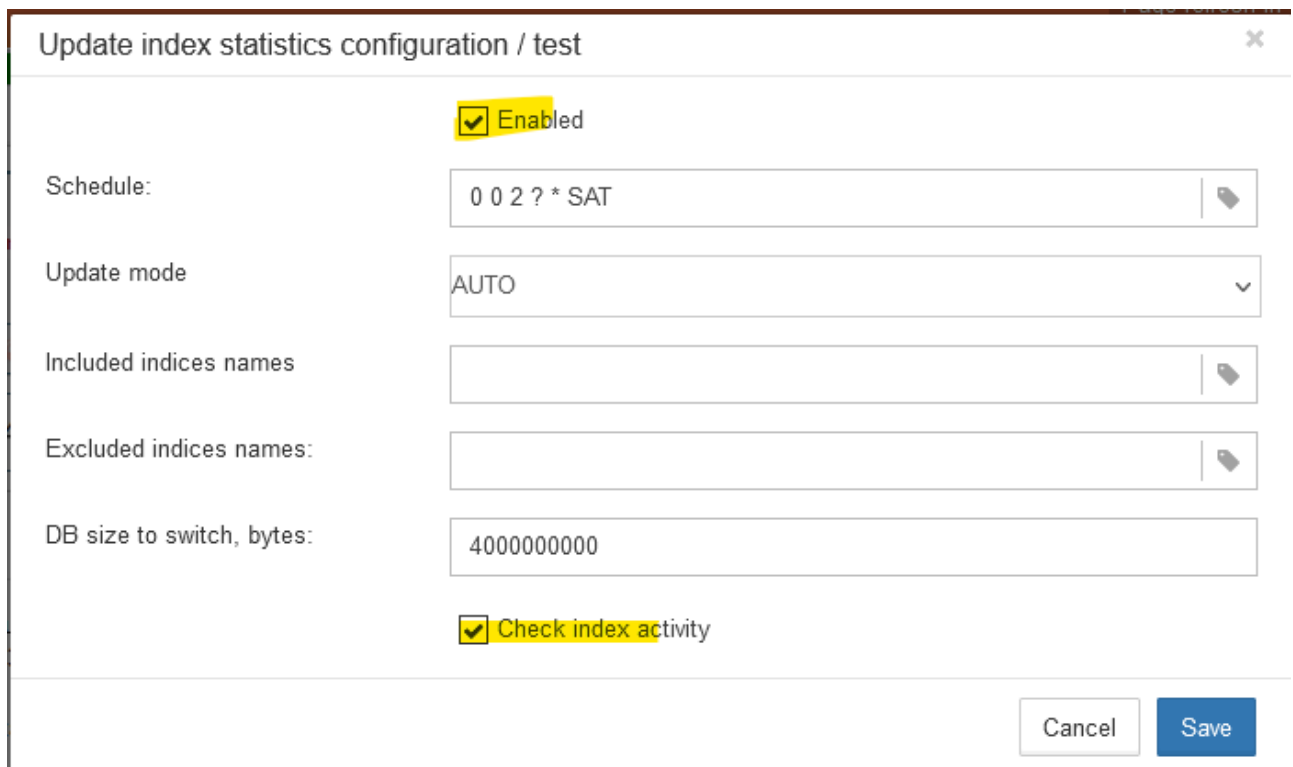 Update index statistics configuration / test
Enabled
Schedule:
0 0 2 ? * SAT
Update mode
AUTO
Included indices names
Excluded indices names:
DB size to switch, bytes:
4000000000
Check index activity
Cancel
Save